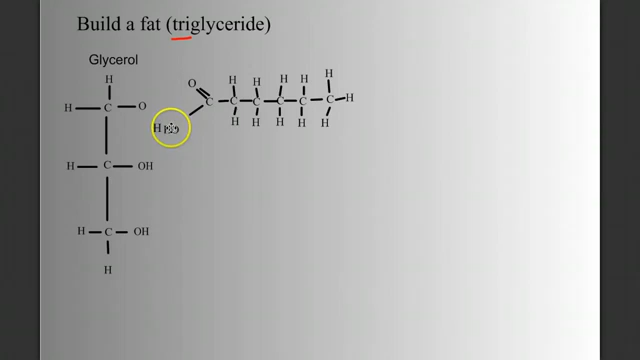 Build a fat (triglyceride)
Glycerol
H O H H H H H
H C O C C C C C C H
H H H H H H
H C OH
H C OH
H